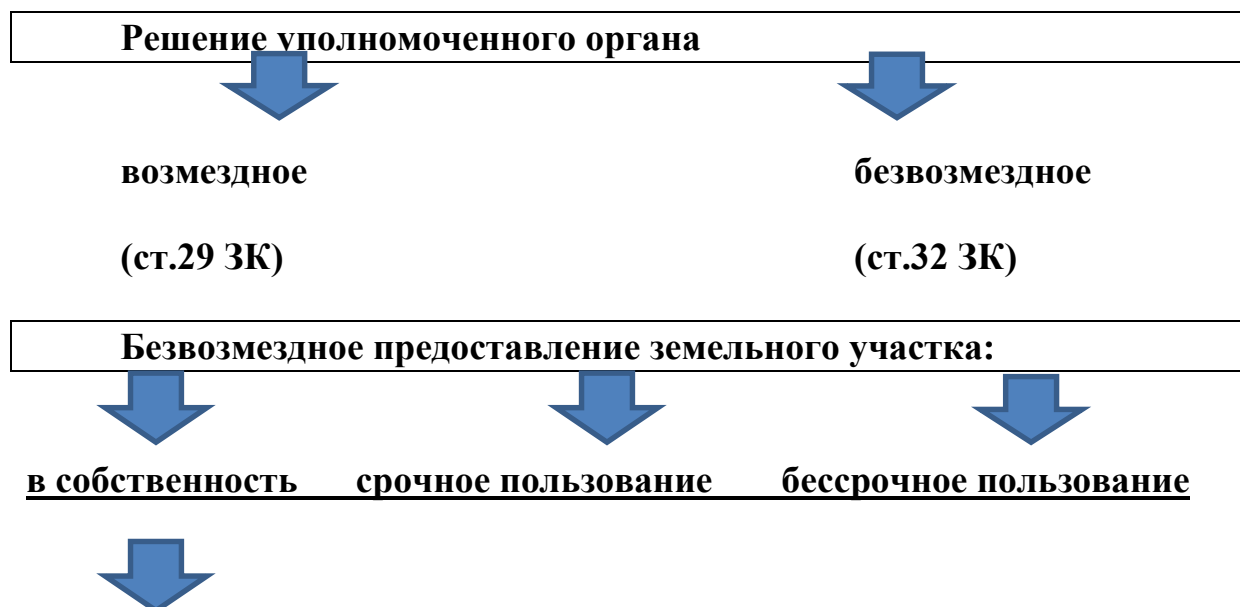 Решение уполномоченного органа
возмездное безвозмездное
(ст.29 ЗК) (ст.32 ЗК)
Безвозмездное предоставление земельного участка:
в собственность срочное пользование бессрочное пользование